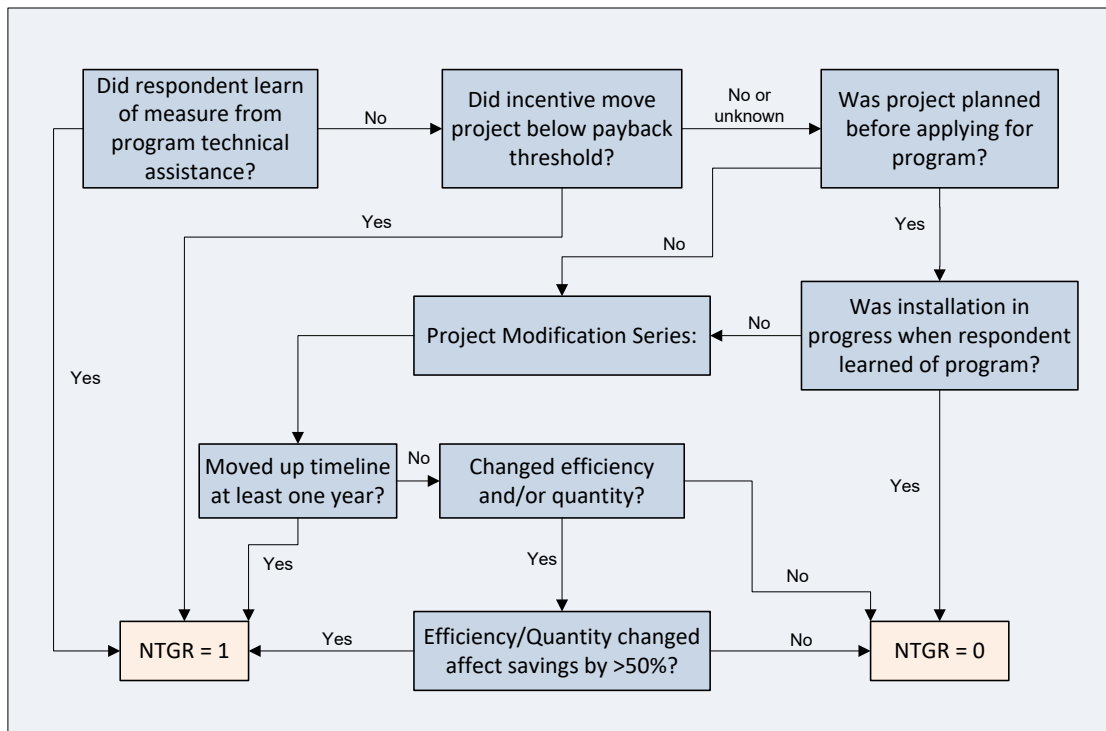 Did respondent learn
of measure from
program technical
assistance?
No
Did incentive move
project below payback
threshold?
No or
unknown
Was project planned
before applying for
program?
Yes
No
Yes
Project Modification Series:
No
Was installation in
progress when respondent
learned of program?
Yes
Moved up timeline
at least one year?
No
Changed efficiency
and/or quantity?
Yes
Yes
Yes
No
NTGR = 1
Yes
Efficiency/Quantity changed
affect savings by >50%?
No
NTGR = 0